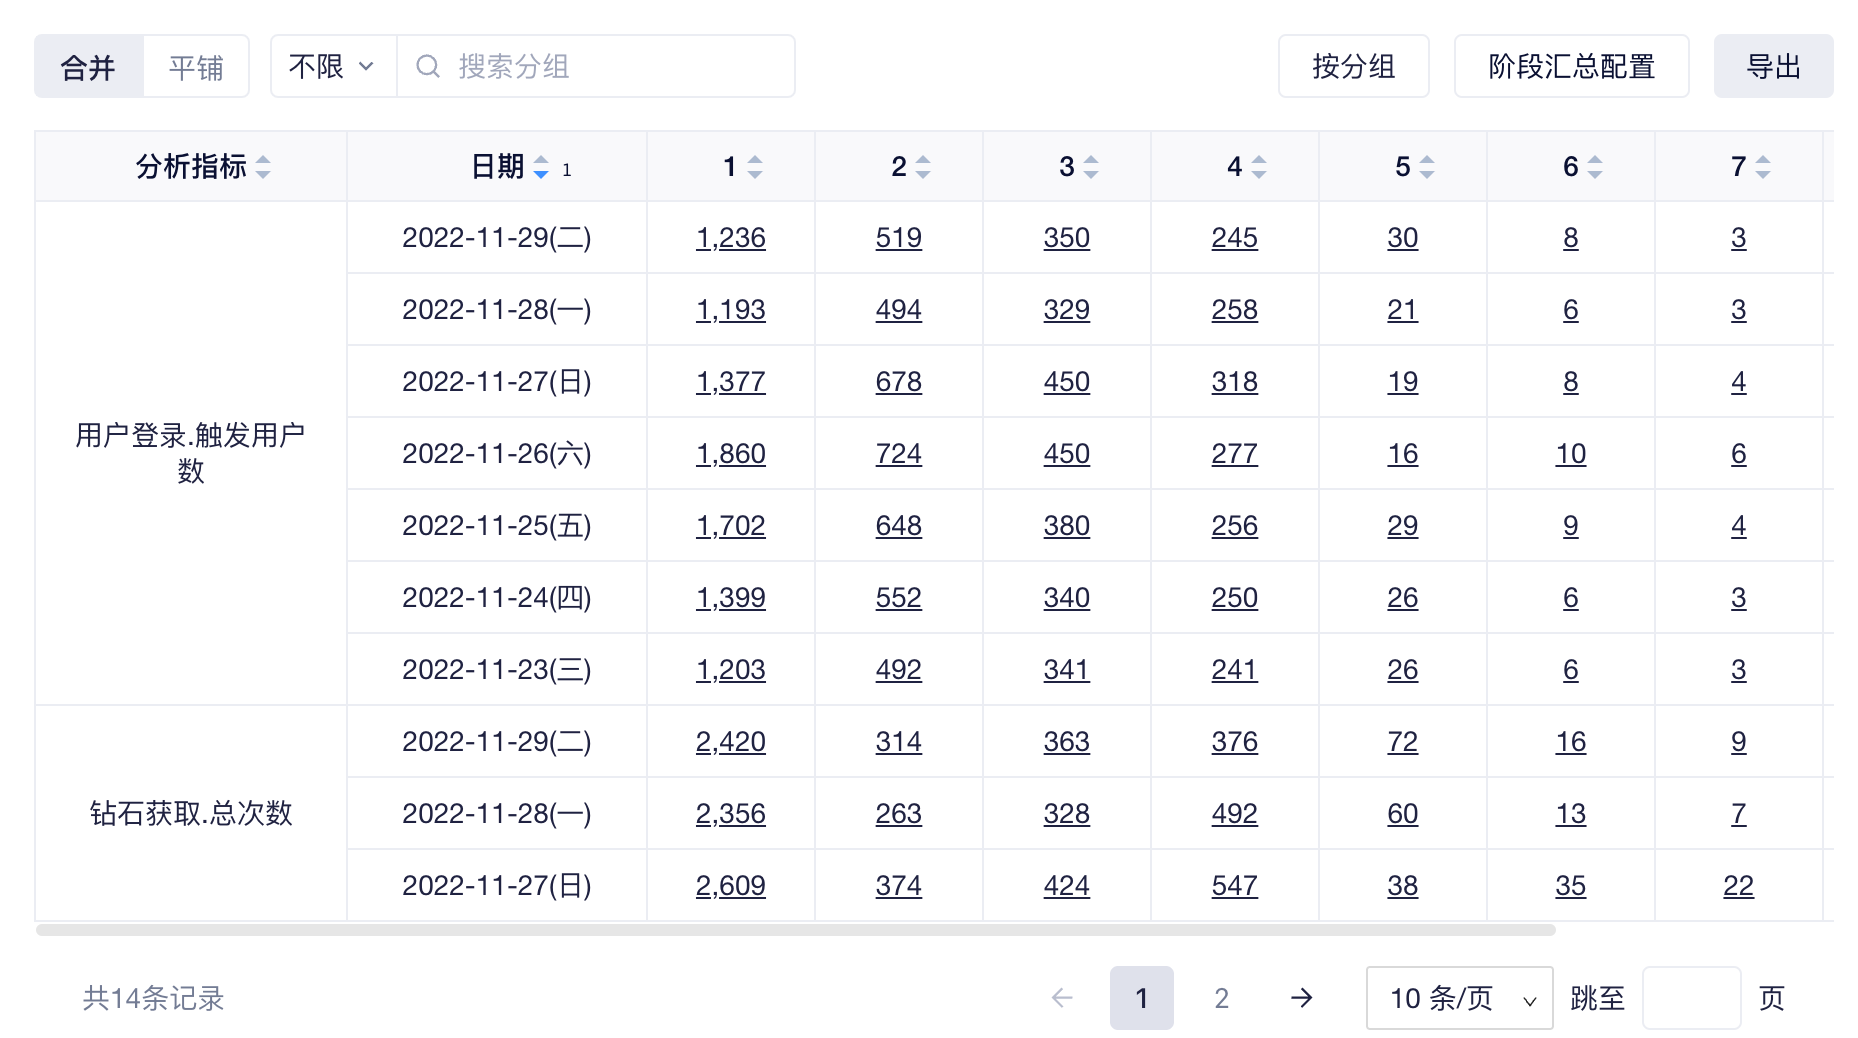 合并 平铺 不限 搜索分组 按分组 阶段汇总配置 导出
分析指标 日期 1 1 2 3 4 5 6 7
2022-11-29(二) 1,236 519 350 245 30 8 3
2022-11-28(一) 1,193 494 329 258 21 6 3
2022-11-27(日) 1,377 678 450 318 19 8 4
用户登录.触发用户
数
2022-11-26(六) 1,860 724 450 277 16 10 6
2022-11-25(五) 1,702 648 380 256 29 9 4
2022-11-24(四) 1,399 552 340 250 26 6 3
2022-11-23(三) 1,203 492 341 241 26 6 3
2022-11-29(二) 2,420 314 363 376 72 16 9
钻石获取.总次数 2022-11-28(一) 2,356 263 328 492 60 13 7
2022-11-27(日) 2,609 374 424 547 38 35 22
共14条记录 1 2 10 条/页 跳至 页